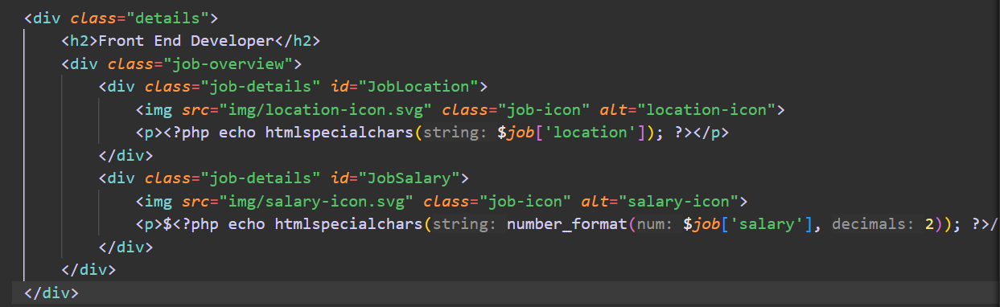 <div class="details">
<h2>Front End Developer</h2>
<div class="job-overview">
<div class="job-details" id="JobLocation">
<img src="img/location-icon.svg" class="job-icon" alt="location-icon">
<p><?php echo htmlspecialchars(string: $job['location']); ?></p>
</div>
<div class="job-details" id="JobSalary">
<img src="img/salary-icon.svg" class="job-icon" alt="salary-icon">
<p>$<?php echo htmlspecialchars(string: number_format(num: $job['salary'], decimals: 2)); ?>/
</div>
</div>
</div>